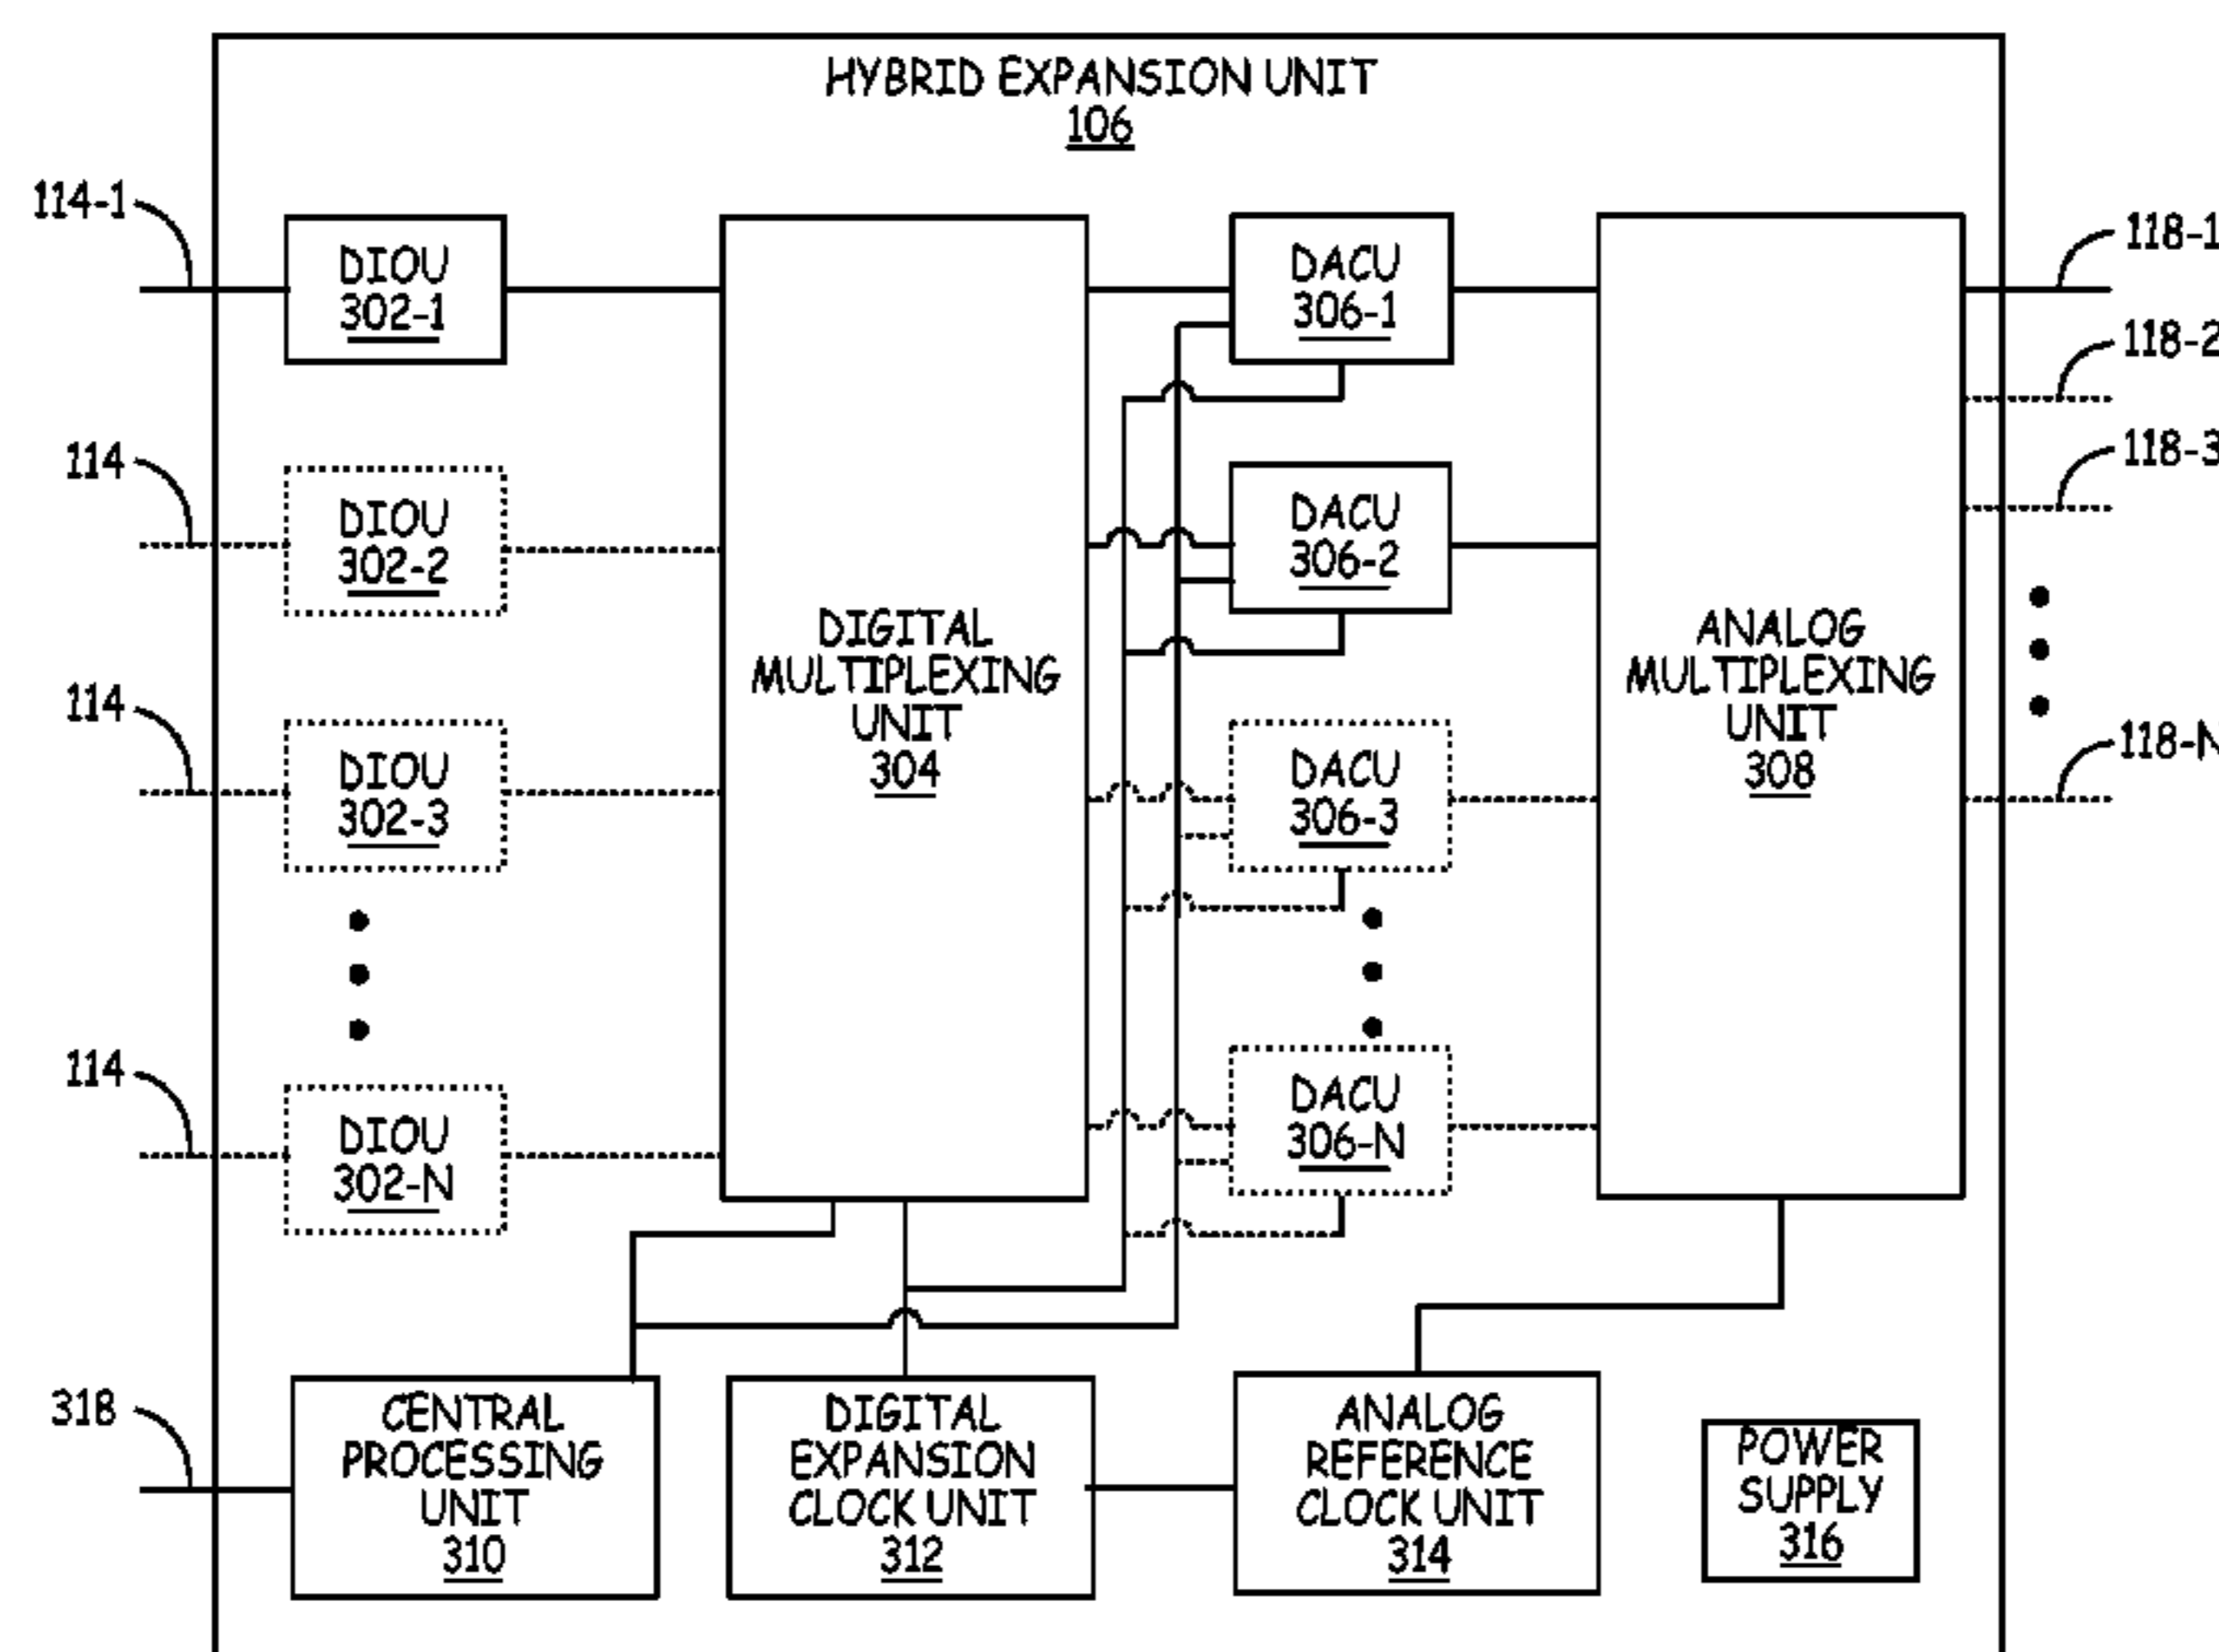 HYBRID EXPANSION UNIT
106
114-1
DIOU
302-1
114
DIOU
302-2
114
DIOU
302-3
114
DIOU
302-N
DIGITAL
MULTIPLEXING
UNIT
304
DACU
306-1
DACU
306-2
DACU
306-3
DACU
306-N
ANALOG
MULTIPLEXING
UNIT
308
118-1
118-2
118-3
118-N
318
CENTRAL
PROCESSING
UNIT
310
DIGITAL
EXPANSION
CLOCK UNIT
312
ANALOG
REFERENCE
CLOCK UNIT
314
POWER
SUPPLY
316